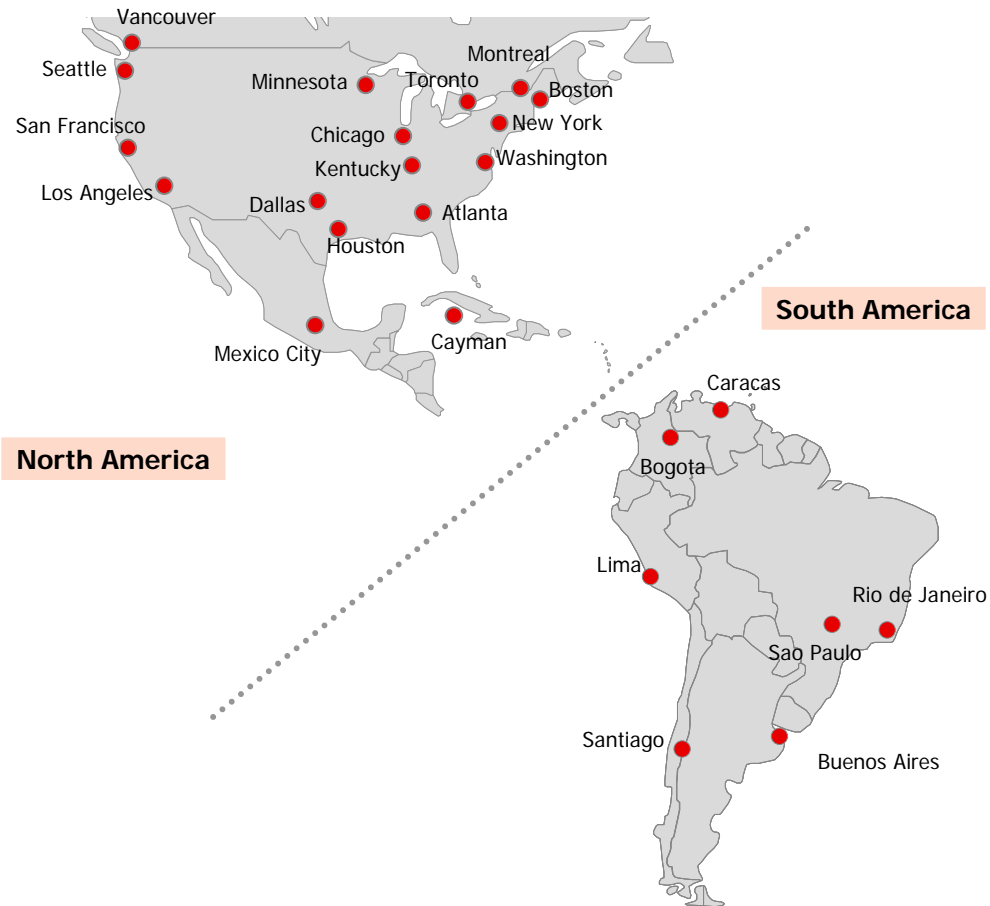 Vancouver
Montreal
Seattle
Minnesota
Toronto
Boston
San Francisco
Chicago
New York
Kentucky
Washington
Los Angeles
Dallas
Atlanta
Houston
South America
Cayman
Mexico City
Caracas
North America
Bogota
Lima
Rio de Janeiro
Sao Paulo
Santiago
Buenos Aires